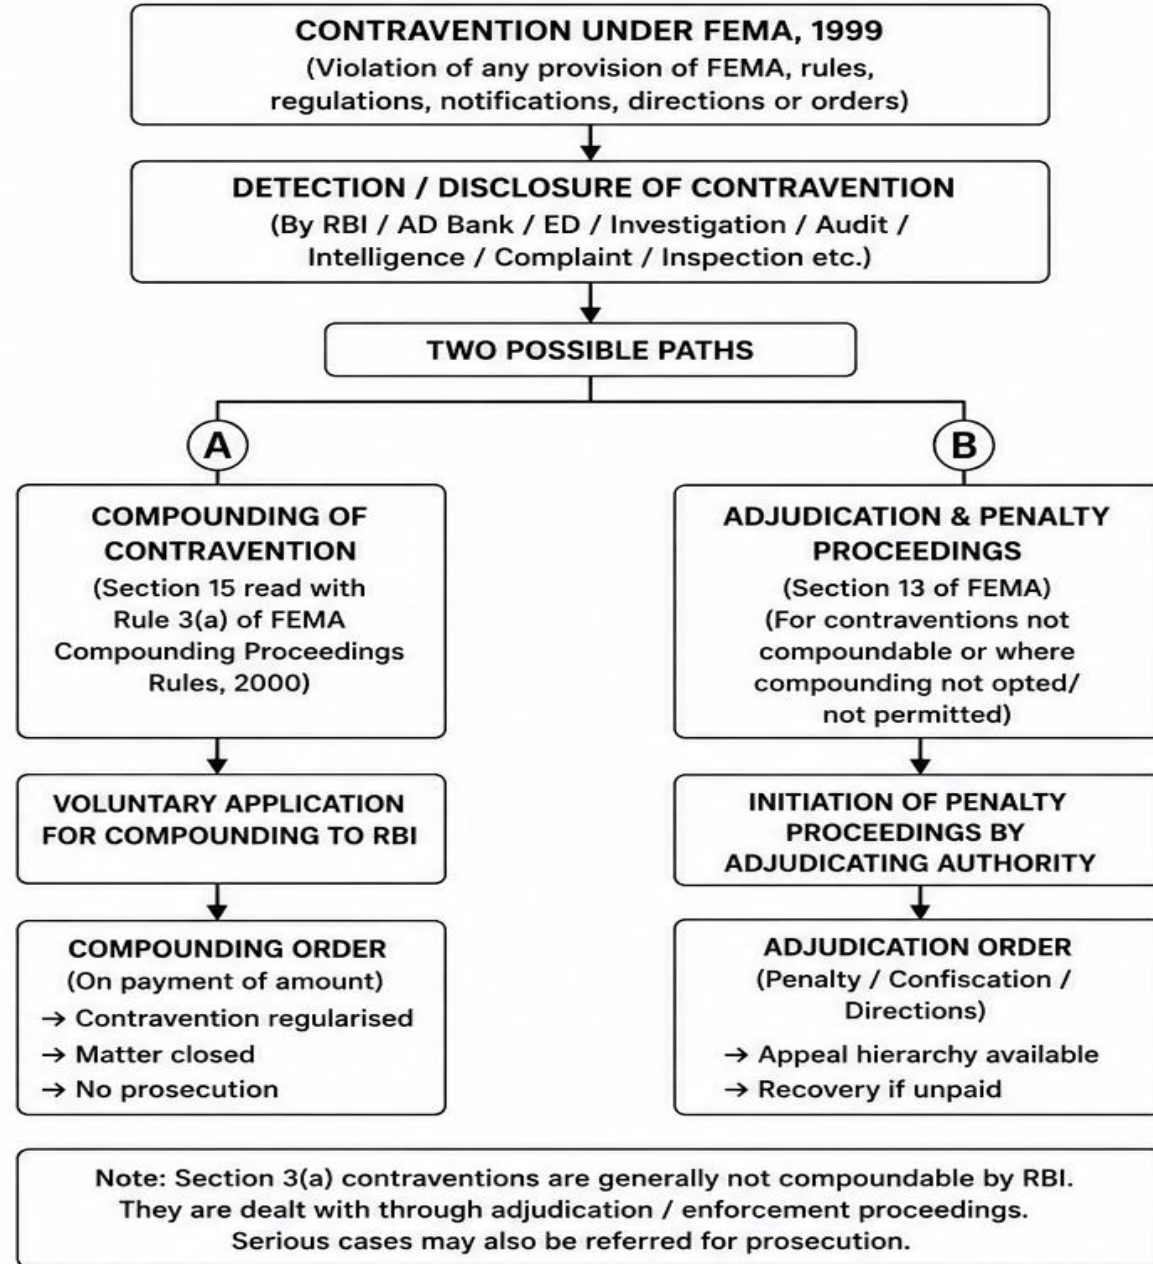 CONTRAVENTION UNDER FEMA, 1999
(Violation of any provision of FEMA, rules,
regulations, notifications, directions or orders)
DETECTION / DISCLOSURE OF CONTRAVENTION
(By RBI / AD Bank / ED / Investigation / Audit /
Intelligence / Complaint / Inspection etc.)
TWO POSSIBLE PATHS
A
COMPOUNDING OF
CONTRAVENTION
(Section 15 read with
Rule 3(a) of FEMA
Compounding Proceedings
Rules, 2000)
VOLUNTARY APPLICATION
FOR COMPOUNDING TO RBI
COMPOUNDING ORDER
(On payment of amount)
→ Contravention regularised
→ Matter closed
→ No prosecution
B
ADJUDICATION & PENALTY
PROCEEDINGS
(Section 13 of FEMA)
(For contraventions not
compoundable or where
compounding not opted/
not permitted)
INITIATION OF PENALTY
PROCEEDINGS BY
ADJUDICATING AUTHORITY
ADJUDICATION ORDER
(Penalty / Confiscation /
Directions)
→ Appeal hierarchy available
→ Recovery if unpaid
Note: Section 3(a) contraventions are generally not compoundable by RBI.
They are dealt with through adjudication / enforcement proceedings.
Serious cases may also be referred for prosecution.